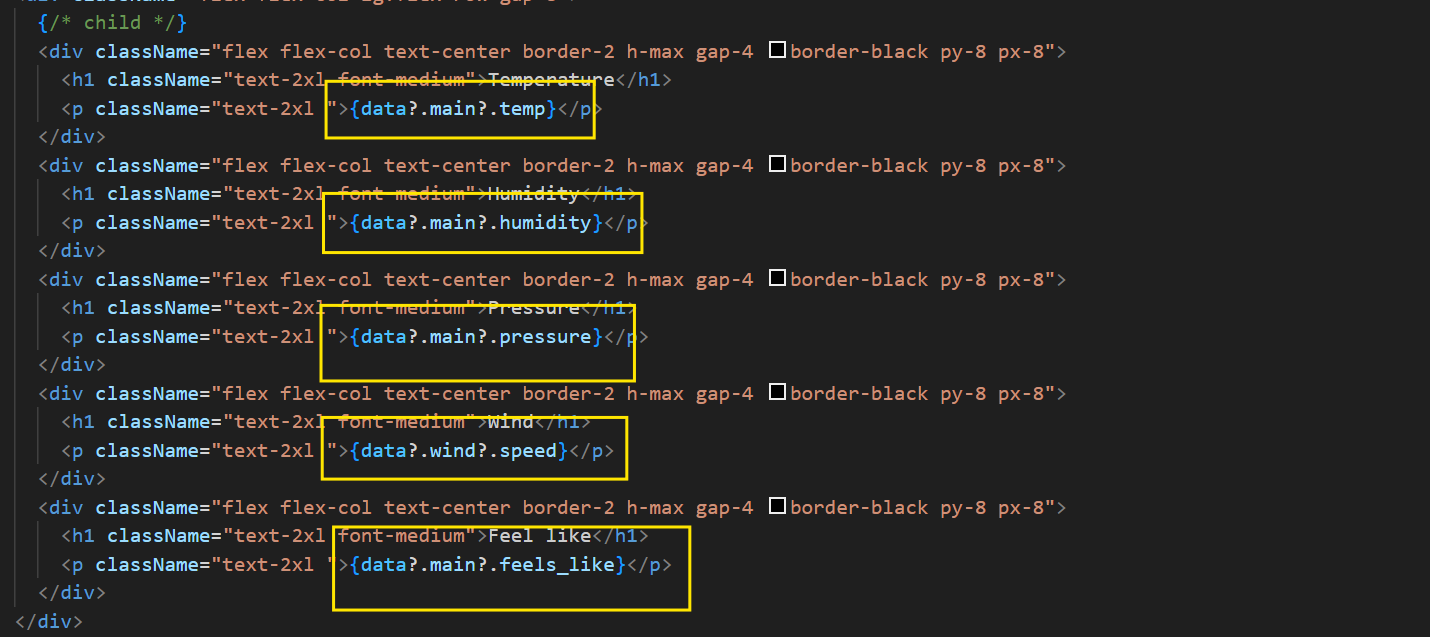 {/* child */}
<div className="flex flex-col text-center border-2 h-max gap-4 border-black py-8 px-8">
<h1 className="text-2xl font-medium">Temperature</h1>
<p className="text-2xl ">{data?.main?.temp}</p>
</div>
<div className="flex flex-col text-center border-2 h-max gap-4 border-black py-8 px-8">
<h1 className="text-2xl font-medium">Humidity</h1>
<p className="text-2xl ">{data?.main?.humidity}</p>
</div>
<div className="flex flex-col text-center border-2 h-max gap-4 border-black py-8 px-8">
<h1 className="text-2xl font-medium">Pressure</h1>
<p className="text-2xl ">{data?.main?.pressure}</p>
</div>
<div className="flex flex-col text-center border-2 h-max gap-4 border-black py-8 px-8">
<h1 className="text-2xl font-medium">Wind</h1>
<p className="text-2xl ">{data?.wind?.speed}</p>
</div>
<div className="flex flex-col text-center border-2 h-max gap-4 border-black py-8 px-8">
<h1 className="text-2xl font-medium">Feel like</h1>
<p className="text-2xl ">{data?.main?.feels_like}</p>
</div>
</div>